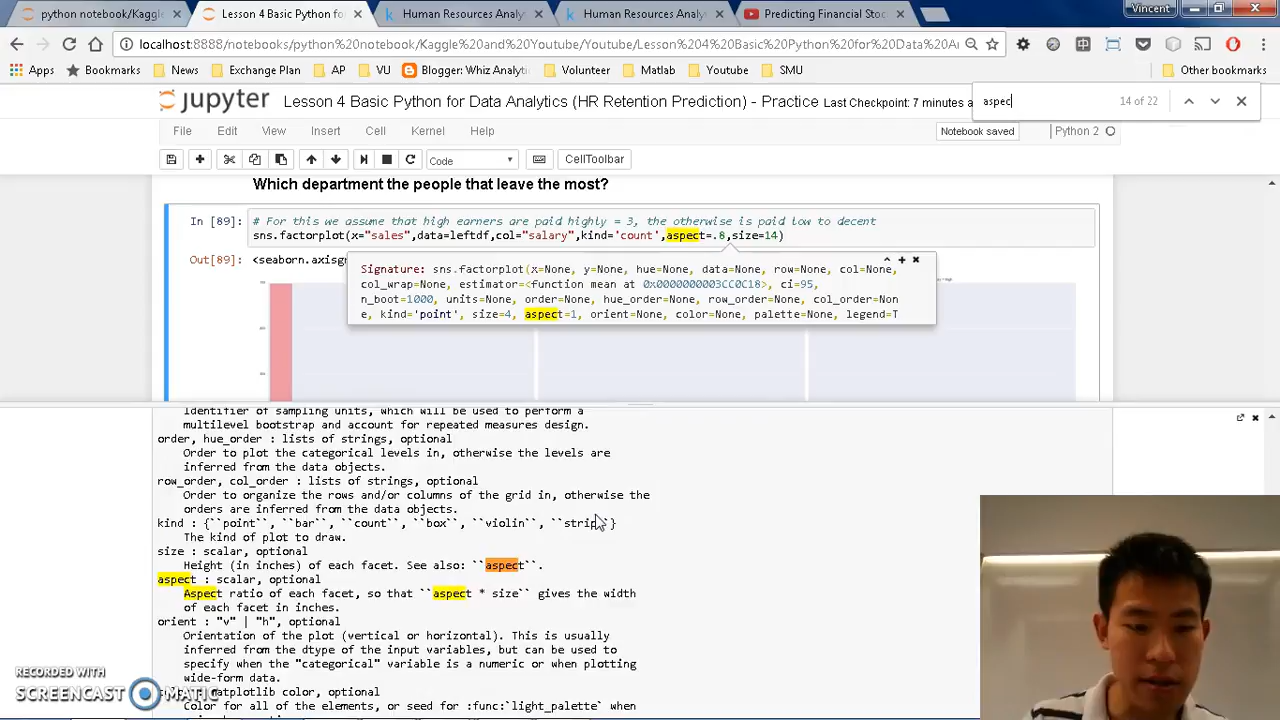 python notebook/Kaggle
Lesson 4 Basic Python for
Human Resources Analy
Human Resources Analy
Predicting Financial Stoc
Vincent
localhost:8888/notebooks/python%20notebook/Kaggle%20and%20Youtube/Youtube/Lesson%204%20Basic%20Python%20for%20Data%20A
Apps
Bookmarks
News
Exchange Plan
AP
VU
Blogger: Whiz Analytic
Volunteer
Matlab
Youtube
SMU
Other bookmarks
aspec
14 of 22
jupyter
Lesson 4 Basic Python for Data Analytics (HR Retention Prediction) - Practice
Last Checkpoint: 7 minutes a
File
Edit
View
Insert
Cell
Kernel
Help
Notebook saved
Python 2
Code
CellToolbar
Which department the people that leave the most?
In [89]:
# For this we assume that high earners are paid highly = 3, the otherwise is paid low to decent
sns.factorplot(x="sales",data=leftdf,col="salary",kind='count',aspect=.8,size=14)
Out[89]:
<seaborn.axisgr
Signature: sns.factorplot(x=None, y=None, hue=None, data=None, row=None, col=None,
col_wrap=None, estimator=<function mean at 0x0000000003CC0C18>, ci=95,
n_boot=1000, units=None, order=None, hue_order=None, row_order=None, col_order=Non
e, kind='point', size=4, aspect=1, orient=None, color=None, palette=None, legend=T
Identifier of sampling units, which will be used to perform a
multilevel bootstrap and account for repeated measures design.
order, hue_order : lists of strings, optional
Order to plot the categorical levels in, otherwise the levels are
inferred from the data objects.
row_order, col_order : lists of strings, optional
Order to organize the rows and/or columns of the grid in, otherwise the
orders are inferred from the data objects.
kind : {``point``, ``bar``, ``count``, ``box``, ``violin``, ``strip``}
The kind of plot to draw.
size : scalar, optional
Height (in inches) of each facet. See also: ``aspect``.
aspect : scalar, optional
Aspect ratio of each facet, so that ``aspect * size`` gives the width
of each facet in inches.
orient : "v" | "h", optional
Orientation of the plot (vertical or horizontal). This is usually
inferred from the dtype of the input variables, but can be used to
specify when the "categorical" variable is a numeric or when plotting
wide-form data.
matplotlib color, optional
Color for all of the elements, or seed for :func:`light_palette` when
RECORDED WITH
SCREENCAST MATIC